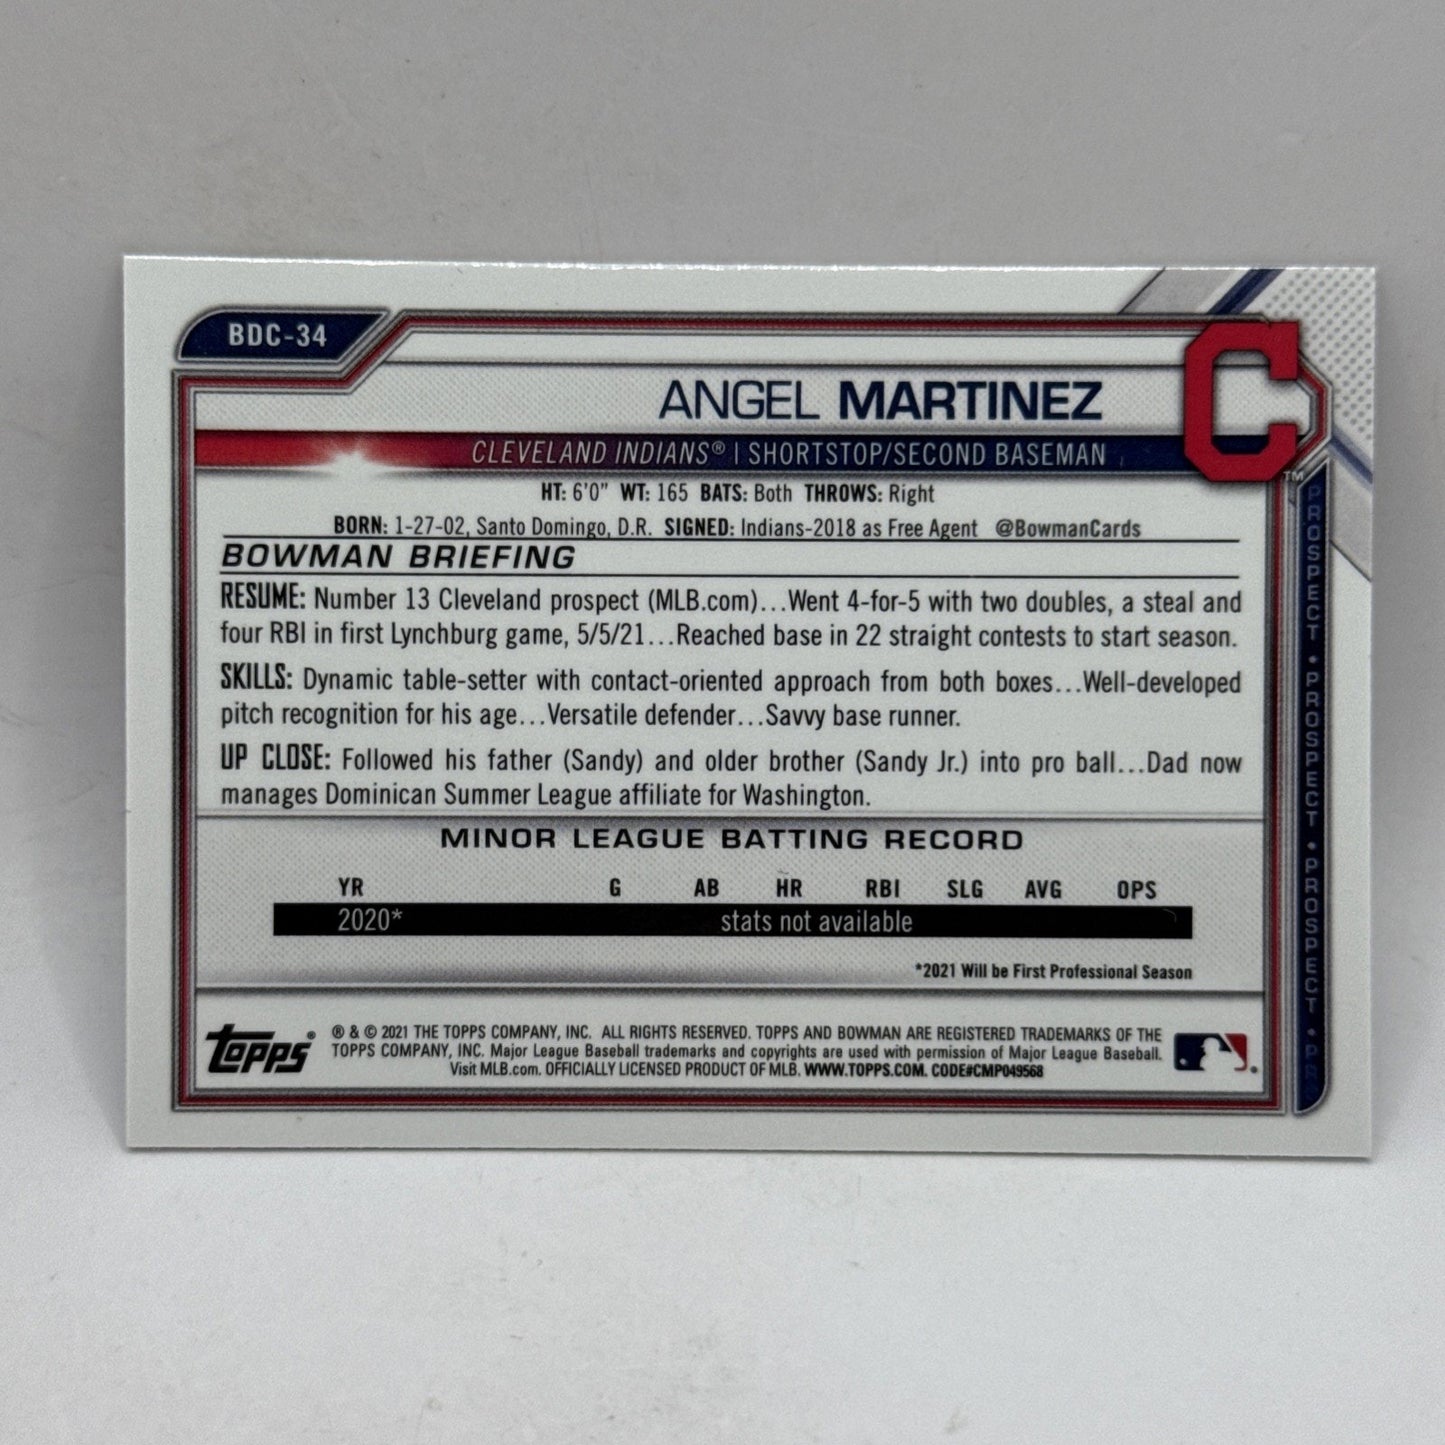 BDC-34
ANGEL MARTINEZ
C
CLEVELAND INDIANS® | SHORTSTOP/SECOND BASEMAN
TM
HT: 6'0" WT: 165 BATS: Both THROWS: Right
BORN: 1-27-02, Santo Domingo, D.R. SIGNED: Indians-2018 as Free Agent @BowmanCards
BOWMAN BRIEFING
RESUME: Number 13 Cleveland prospect (MLB.com)...Went 4-for-5 with two doubles, a steal and
four RBI in first Lynchburg game, 5/5/21...Reached base in 22 straight contests to start season.
SKILLS: Dynamic table-setter with contact-oriented approach from both boxes...Well-developed
pitch recognition for his age...Versatile defender...Savvy base runner.
UP CLOSE: Followed his father (Sandy) and older brother (Sandy Jr.) into pro ball...Dad now
manages Dominican Summer League affiliate for Washington.
MINOR LEAGUE BATTING RECORD
YR G AB HR RBI SLG AVG OPS
2020* stats not available
*2021 Will be First Professional Season
PROSPECT • PROSPECT • PROSPECT • PR
Topps®
® & © 2021 THE TOPPS COMPANY, INC. ALL RIGHTS RESERVED. TOPPS AND BOWMAN ARE REGISTERED TRADEMARKS OF THE
TOPPS COMPANY, INC. Major League Baseball trademarks and copyrights are used with permission of Major League Baseball.
Visit MLB.com. OFFICIALLY LICENSED PRODUCT OF MLB. WWW.TOPPS.COM. CODE#CMP049568